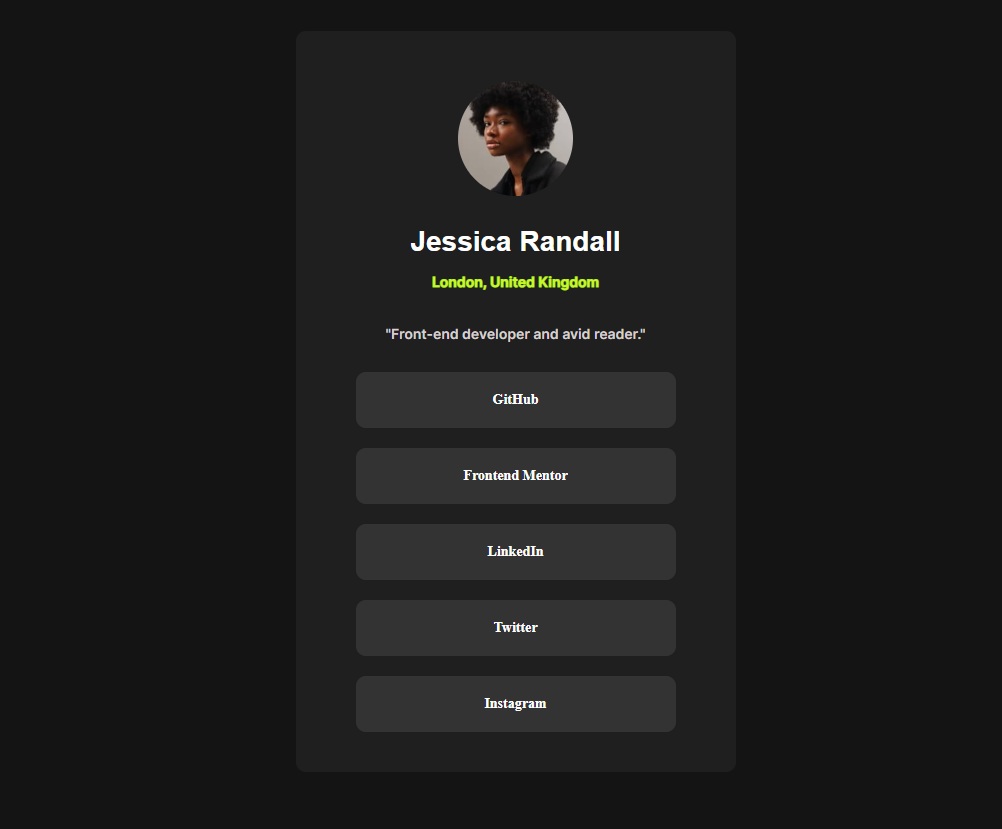 Jessica Randall
London, United Kingdom
"Front-end developer and avid reader."
GitHub
Frontend Mentor
LinkedIn
Twitter
Instagram